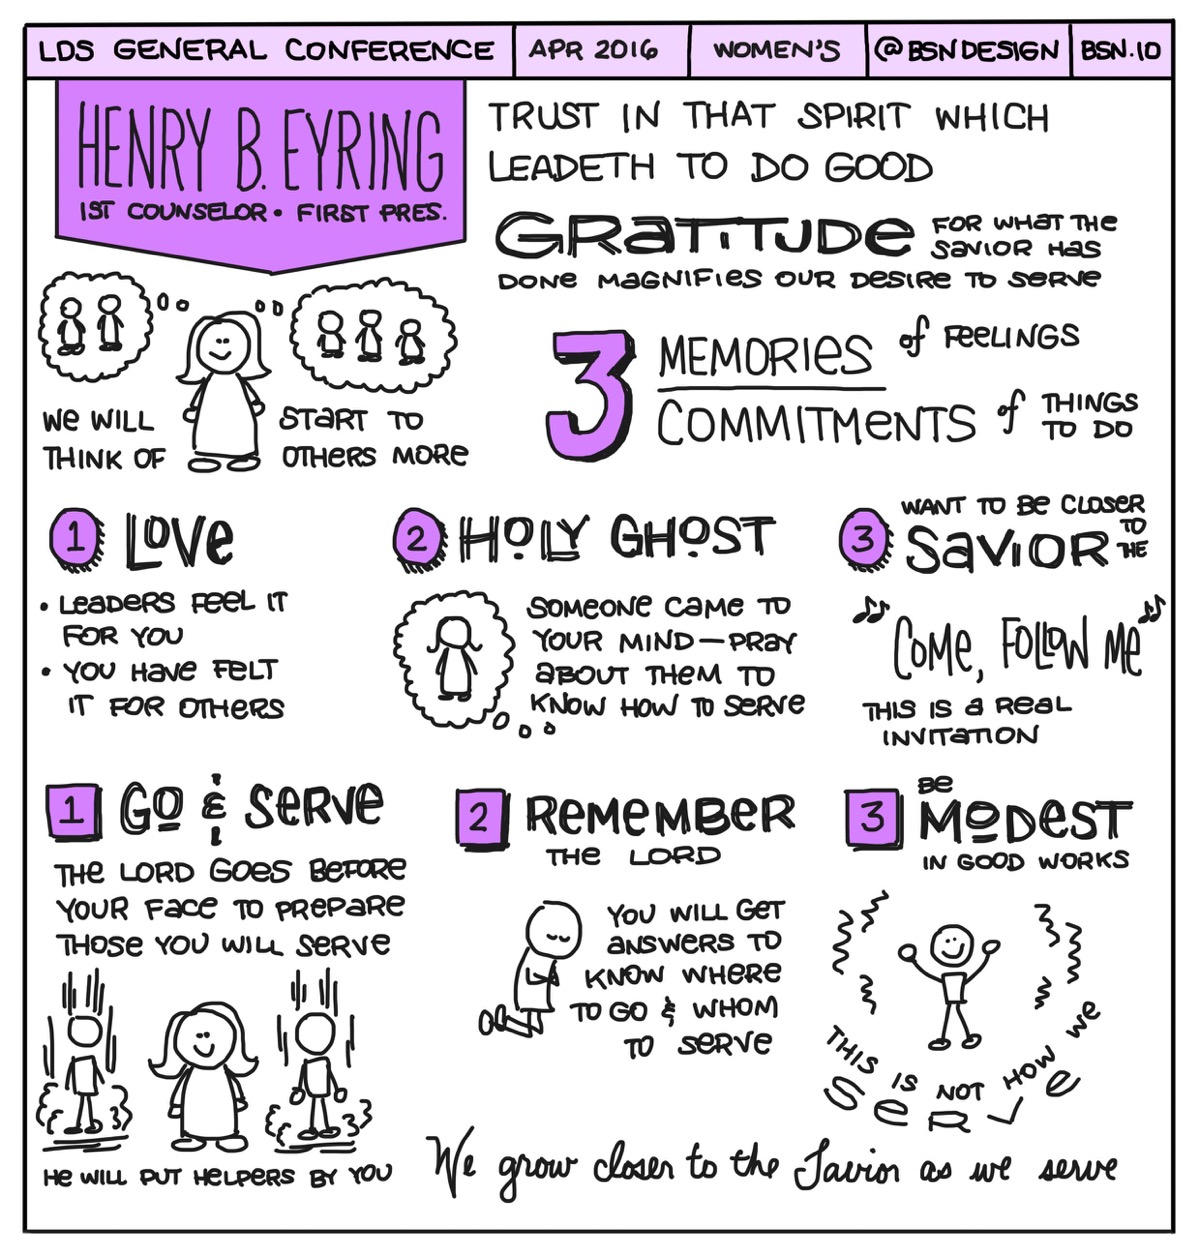 LDS GENERAL CONFERENCE
APR 2016
WOMEN'S
@BSNDESIGN
BSN.IO
HENRY B. EYRING
1ST COUNSELOR • FIRST PRES.
TRUST IN THAT SPIRIT WHICH
LEADETH TO DO GOOD
GRATITUDE FOR WHAT THE
SAVIOR HAS
DONE MAGNIFIES OUR DESIRE TO SERVE
WE WILL START TO
THINK OF OTHERS MORE
3
MEMORIES of FEELINGS
COMMITMENTS of THINGS
TO DO
1 LOVE
• LEADERS FEEL IT
FOR YOU
• YOU HAVE FELT
IT FOR OTHERS
2 HOLY GHOST
SOMEONE CAME TO
YOUR MIND—PRAY
ABOUT THEM TO
KNOW HOW TO SERVE
3 WANT TO BE CLOSER
TO
THE
SAVIOR
COME, FOLLOW ME
THIS IS A REAL
INVITATION
1 GO & SERVE
THE LORD GOES BEFORE
YOUR FACE TO PREPARE
THOSE YOU WILL SERVE
HE WILL PUT HELPERS BY YOU
2 REMEMBER
THE LORD
YOU WILL GET
ANSWERS TO
KNOW WHERE
TO GO & WHOM
TO SERVE
3 BE
MODEST
IN GOOD WORKS
THIS IS NOT HOW WE
SERVE
We grow closer to the Savior as we serve